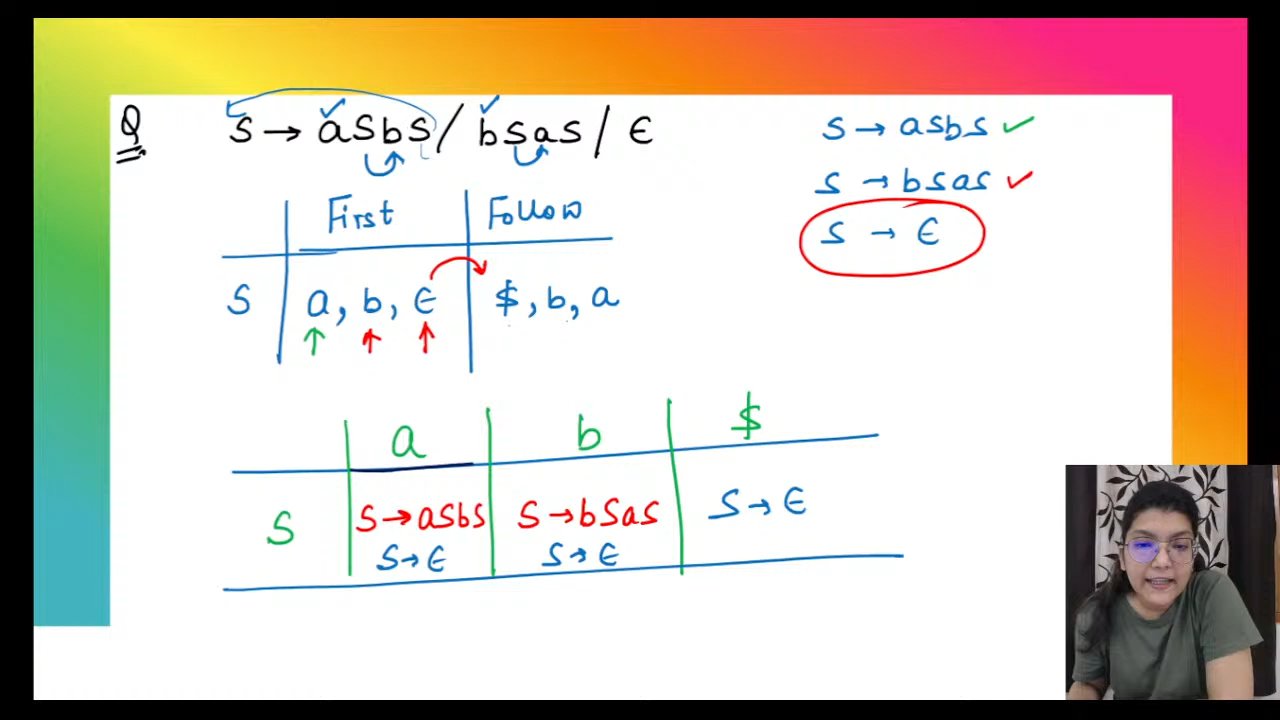 Q S → aSbS / bSaS / ϵ
S → aSbS ✓
S → bSaS ✓
S → ϵ
First Follow
S a, b, ϵ $, b, a
a b $
S S→aSbS S→bSaS S→ϵ
S→ϵ S→ϵ